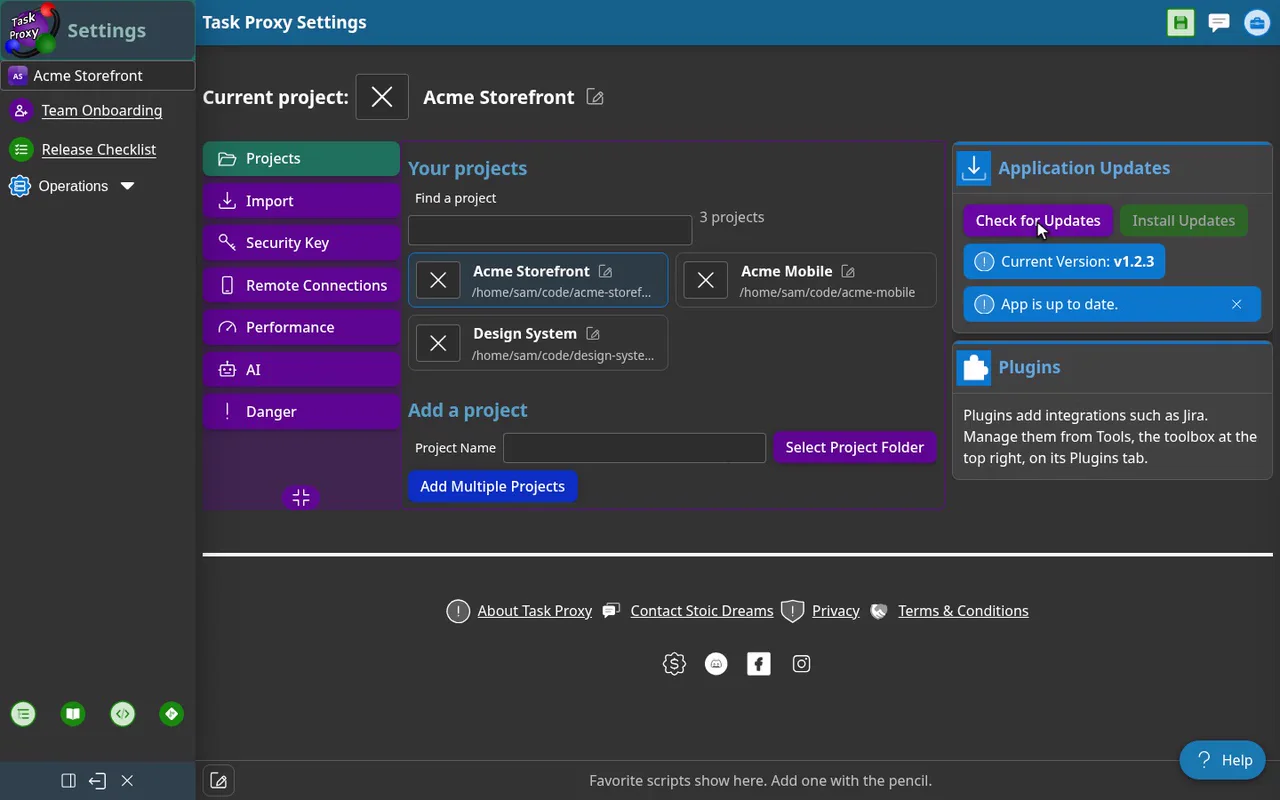 Task Proxy
Settings
Task Proxy Settings
AS Acme Storefront
Team Onboarding
Release Checklist
Operations
Current project:
Acme Storefront
Projects
Import
Security Key
Remote Connections
Performance
AI
Danger
Your projects
Find a project
3 projects
Acme Storefront
/home/sam/code/acme-storef...
Acme Mobile
/home/sam/code/acme-mobile
Design System
/home/sam/code/design-syste...
Add a project
Project Name
Select Project Folder
Add Multiple Projects
Application Updates
Check for Updates
Install Updates
Current Version: v1.2.3
App is up to date.
Plugins
Plugins add integrations such as Jira.
Manage them from Tools, the toolbox at the
top right, on its Plugins tab.
About Task Proxy
Contact Stoic Dreams
Privacy
Terms & Conditions
Favorite scripts show here. Add one with the pencil.
Help